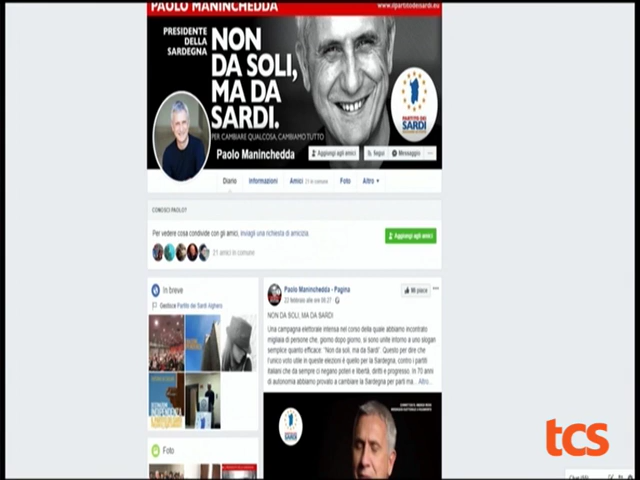 PAOLO MANINCHEDDA
www.ilpartitodeisardi.eu
PRESIDENTE
DELLA
SARDEGNA
NON
DA SOLI,
MA DA
SARDI.
PER CAMBIARE QUALCOSA, CAMBIAMO TUTTO
PARTITO DEI
SARDI
Paolo Maninchedda
Aggiungi agli amici
Segui
Messaggio
Diario
Informazioni
Amici 21 in comune
Foto
Altro
CONOSCI PAOLO?
Per vedere cosa condivide con gli amici, inviagli una richiesta di amicizia.
Aggiungi agli amici
21 amici in comune
In breve
Gestisce Partito dei Sardi Alghero
Foto
Paolo Maninchedda - Pagina
22 febbraio alle ore 08:27
Mi piace
NON DA SOLI, MA DA SARDI
Una campagna elettorale intensa nel corso della quale abbiamo incontrato
migliaia di persone che, giorno dopo giorno, si sono unite intorno a uno slogan
semplice quanto efficace: "Non da soli, ma da Sardi". Questo per dire che
l'unico voto utile in queste elezioni è quello per la Sardegna, contro i partiti
italiani che da sempre ci negano poteri e libertà, diritti e progresso. In 70 anni
di autonomia abbiamo provato a cambiare la Sardegna per parti ma... Altro...
SARDI
tcs